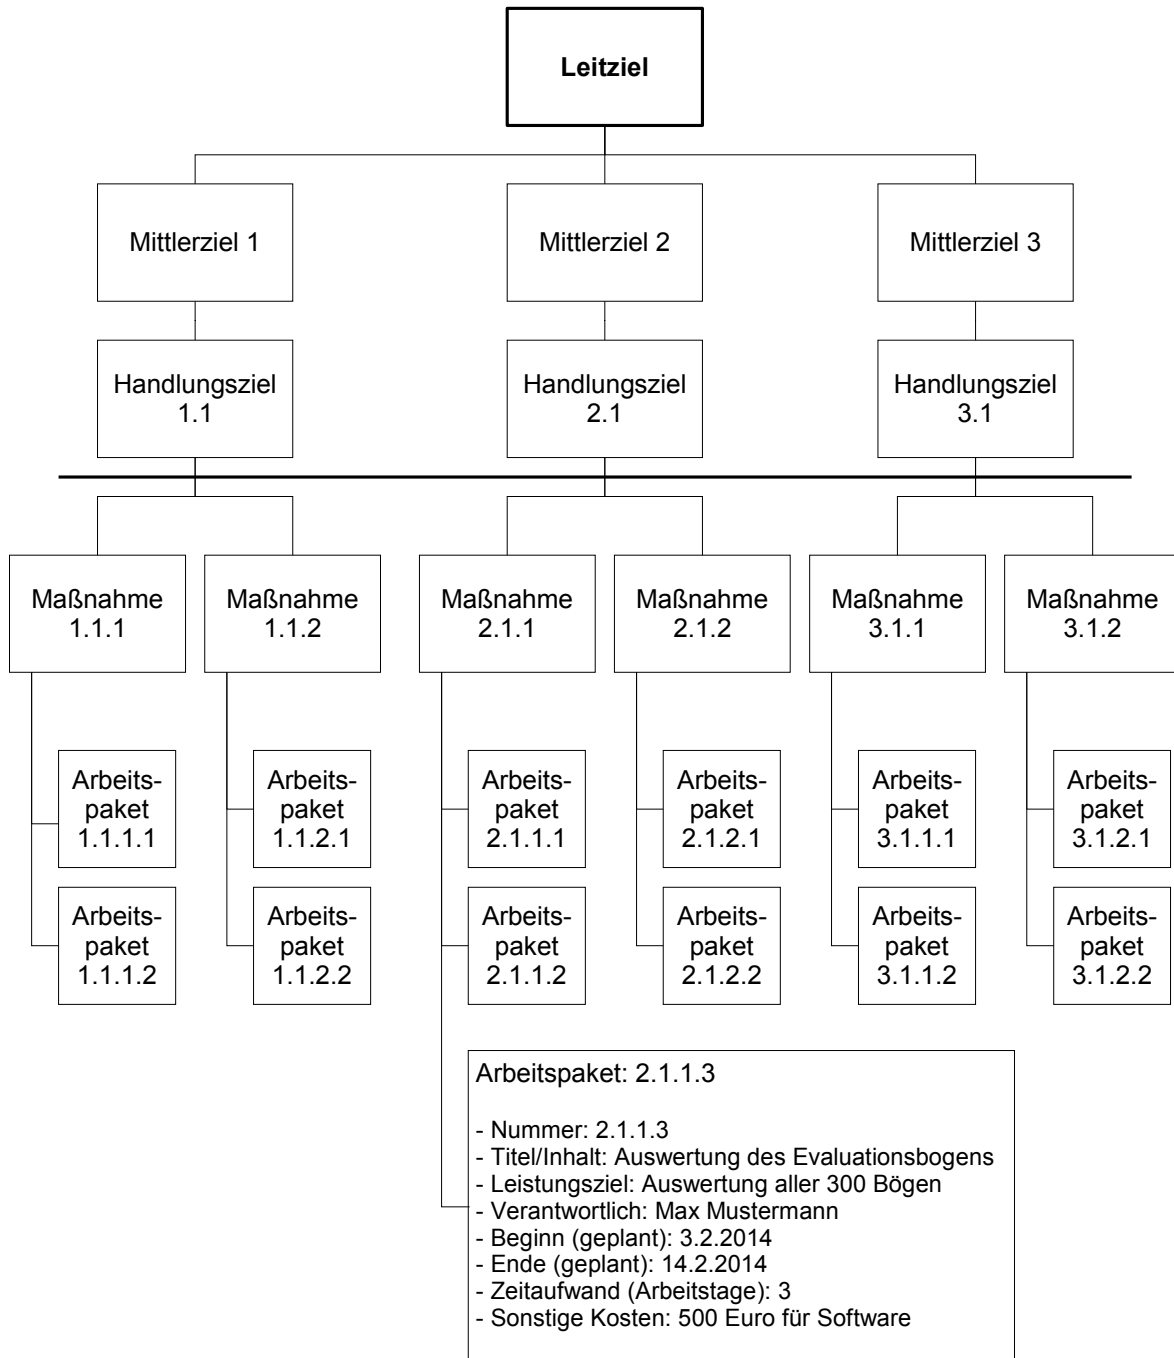 Leitziel
Mittlerziel 1
Mittlerziel 2
Mittlerziel 3
Handlungsziel
1.1
Handlungsziel
2.1
Handlungsziel
3.1
Maßnahme
1.1.1
Maßnahme
1.1.2
Maßnahme
2.1.1
Maßnahme
2.1.2
Maßnahme
3.1.1
Maßnahme
3.1.2
Arbeits-
paket
1.1.1.1
Arbeits-
paket
1.1.2.1
Arbeits-
paket
2.1.1.1
Arbeits-
paket
2.1.2.1
Arbeits-
paket
3.1.1.1
Arbeits-
paket
3.1.2.1
Arbeits-
paket
1.1.1.2
Arbeits-
paket
1.1.2.2
Arbeits-
paket
2.1.1.2
Arbeits-
paket
2.1.2.2
Arbeits-
paket
3.1.1.2
Arbeits-
paket
3.1.2.2
Arbeitspaket: 2.1.1.3
- Nummer: 2.1.1.3
- Titel/Inhalt: Auswertung des Evaluationsbogens
- Leistungsziel: Auswertung aller 300 Bögen
- Verantwortlich: Max Mustermann
- Beginn (geplant): 3.2.2014
- Ende (geplant): 14.2.2014
- Zeitaufwand (Arbeitstage): 3
- Sonstige Kosten: 500 Euro für Software